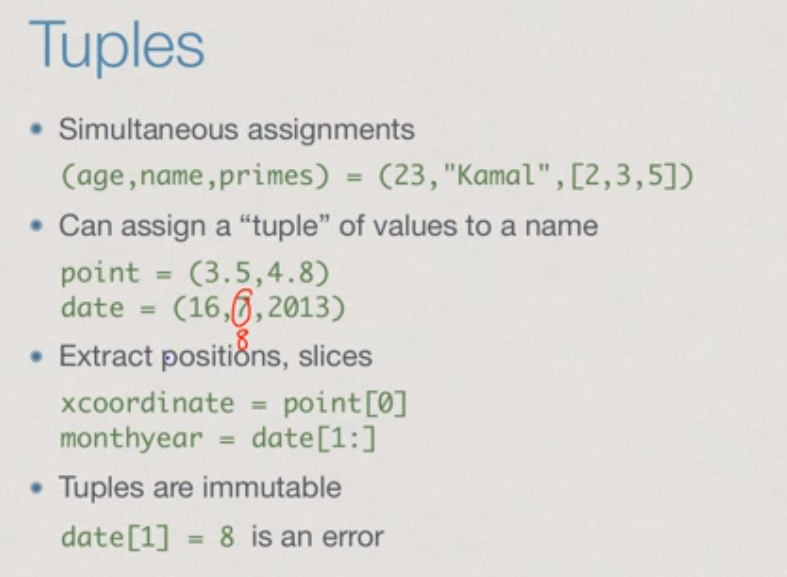 Tuples
• Simultaneous assignments
(age,name,primes) = (23,"Kamal",[2,3,5])
• Can assign a “tuple” of values to a name
point = (3.5,4.8)
date = (16,7,2013)
8
• Extract positions, slices
xcoordinate = point[0]
monthyear = date[1:]
• Tuples are immutable
date[1] = 8 is an error